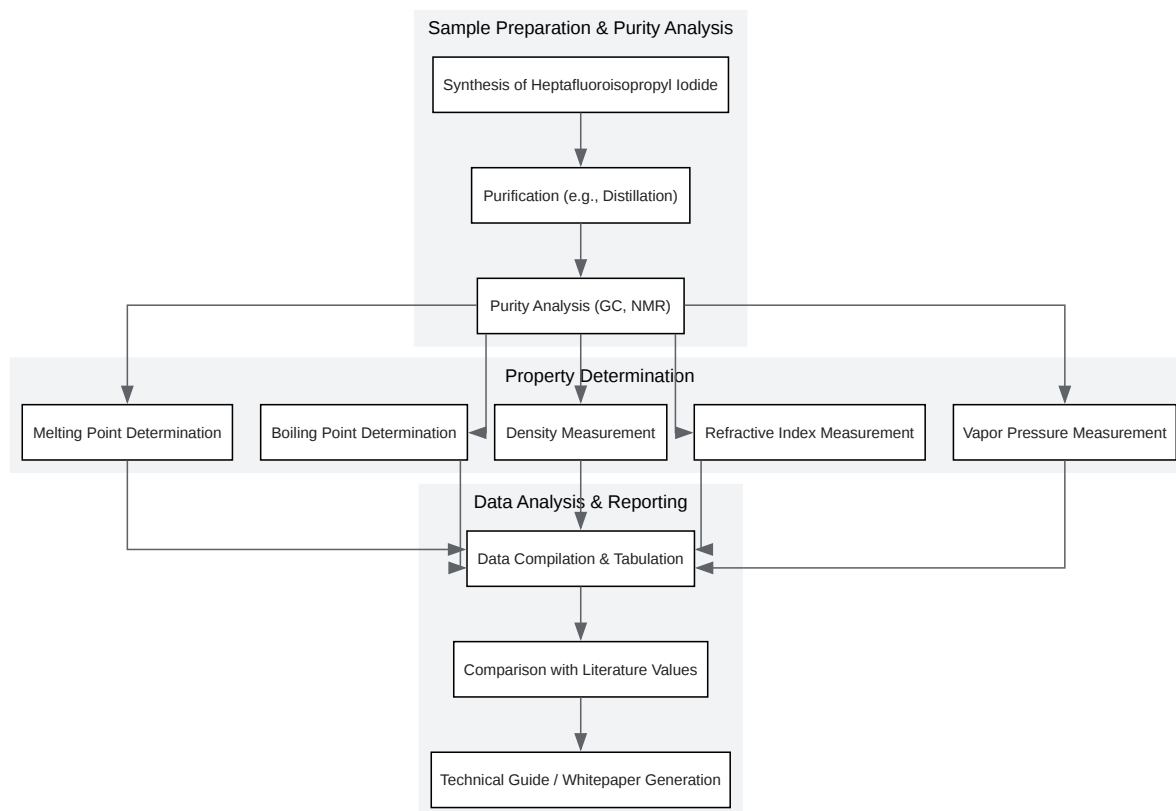 Sample Preparation & Purity Analysis
Synthesis of Heptafluoroisopropyl Iodide
Purification (e.g., Distillation)
Purity Analysis (GC, NMR)
Property Determination
Melting Point Determination
Boiling Point Determination
Density Measurement
Refractive Index Measurement
Vapor Pressure Measurement
Data Analysis & Reporting
Data Compilation & Tabulation
Comparison with Literature Values
Technical Guide / Whitepaper Generation